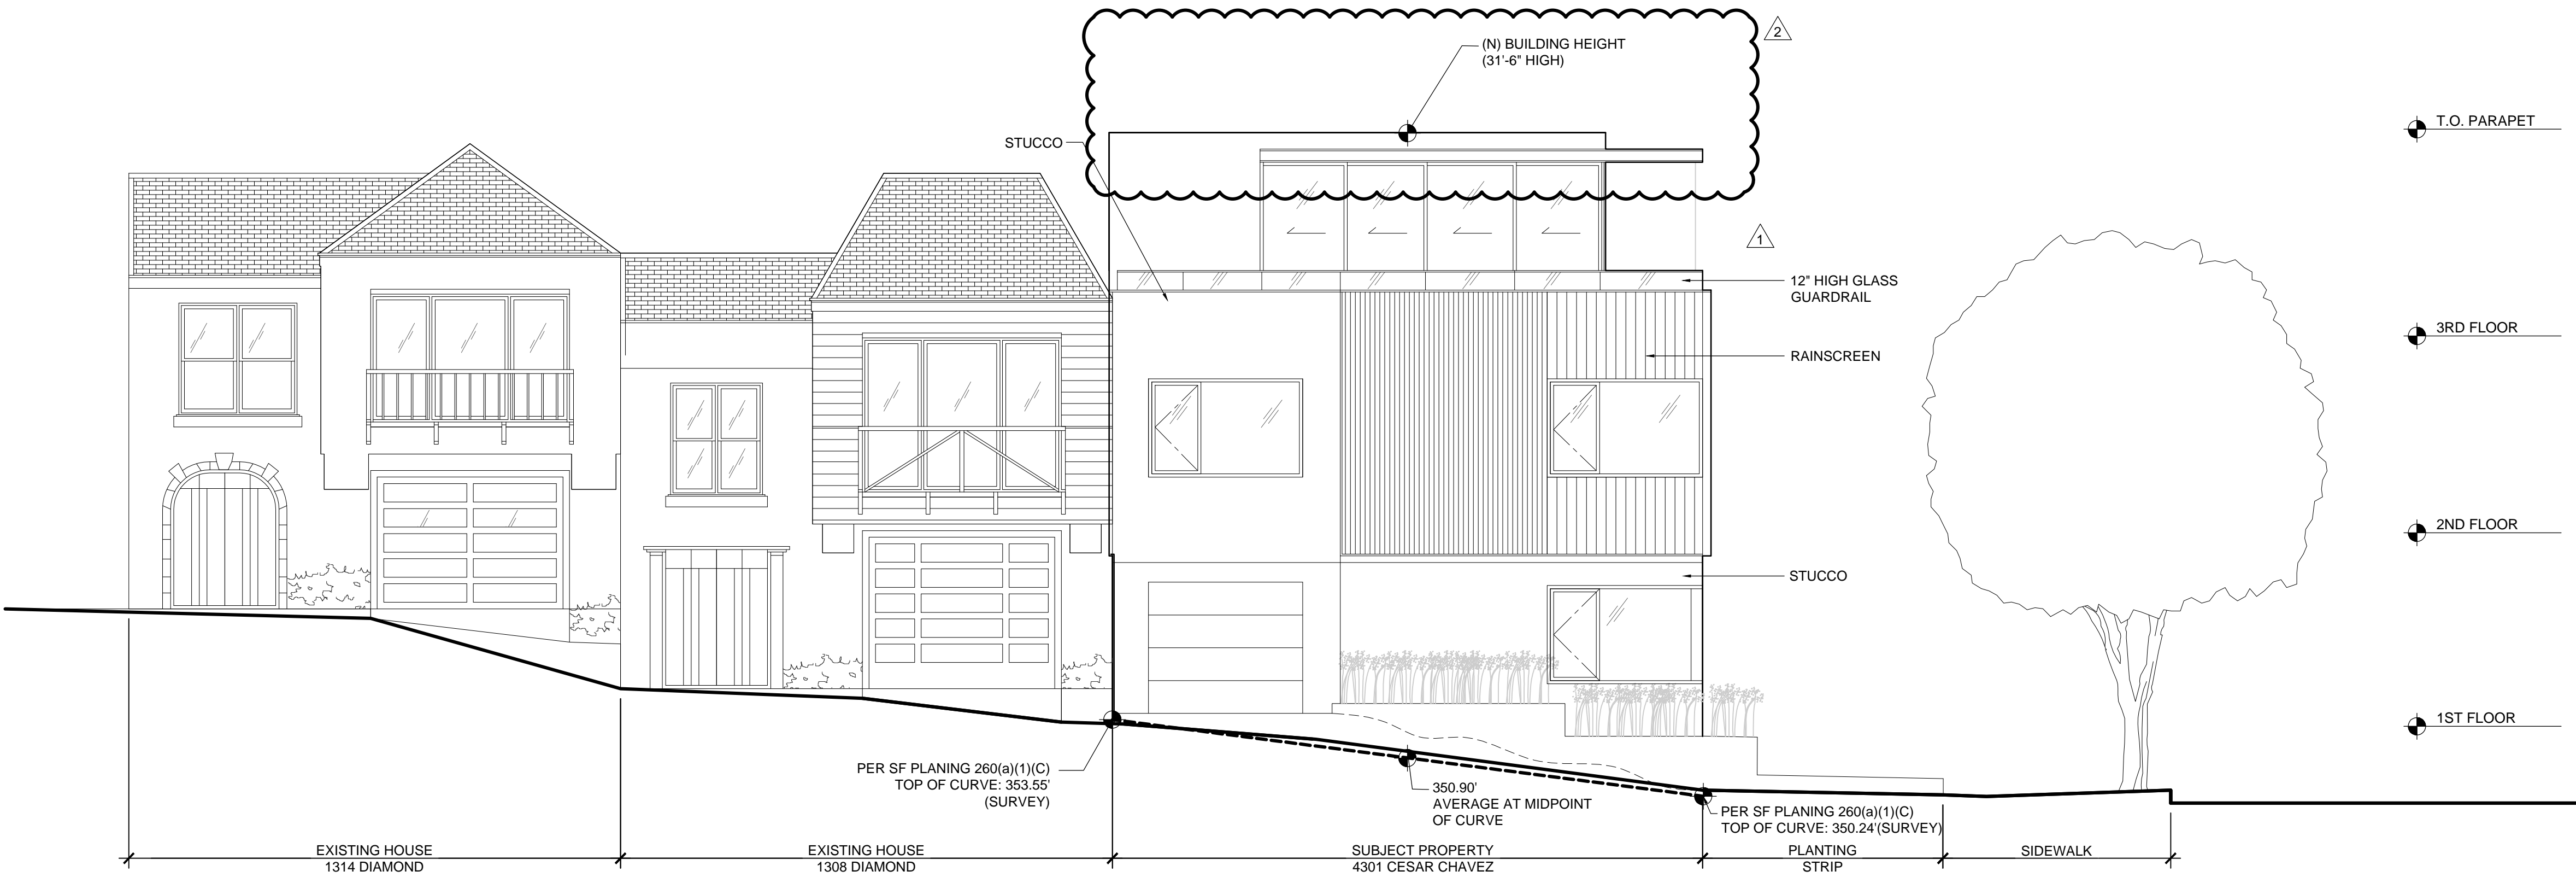 2
(N) BUILDING HEIGHT
(31'-6" HIGH)
T.O. PARAPET
STUCCO
1
12" HIGH GLASS
GUARDRAIL
3RD FLOOR
RAINSCREEN
2ND FLOOR
STUCCO
1ST FLOOR
PER SF PLANING 260(a)(1)(C)
TOP OF CURVE: 353.55'
(SURVEY)
350.90'
AVERAGE AT MIDPOINT
OF CURVE
PER SF PLANING 260(a)(1)(C)
TOP OF CURVE: 350.24'(SURVEY)
EXISTING HOUSE
1314 DIAMOND
EXISTING HOUSE
1308 DIAMOND
SUBJECT PROPERTY
4301 CESAR CHAVEZ
PLANTING
STRIP
SIDEWALK